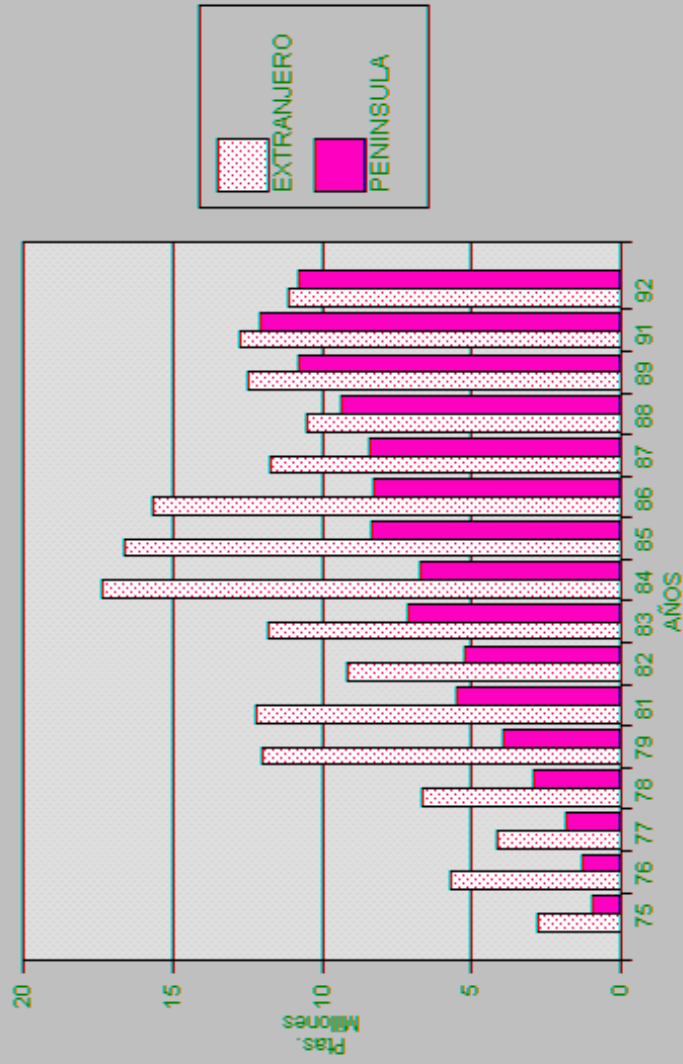 Ptas.
Millones
20
15
10
5
0
75 76 77 78 79 81 82 83 84 85 86 87 88 89 91 92
AÑOS
EXTRANJERO
PENINSULA